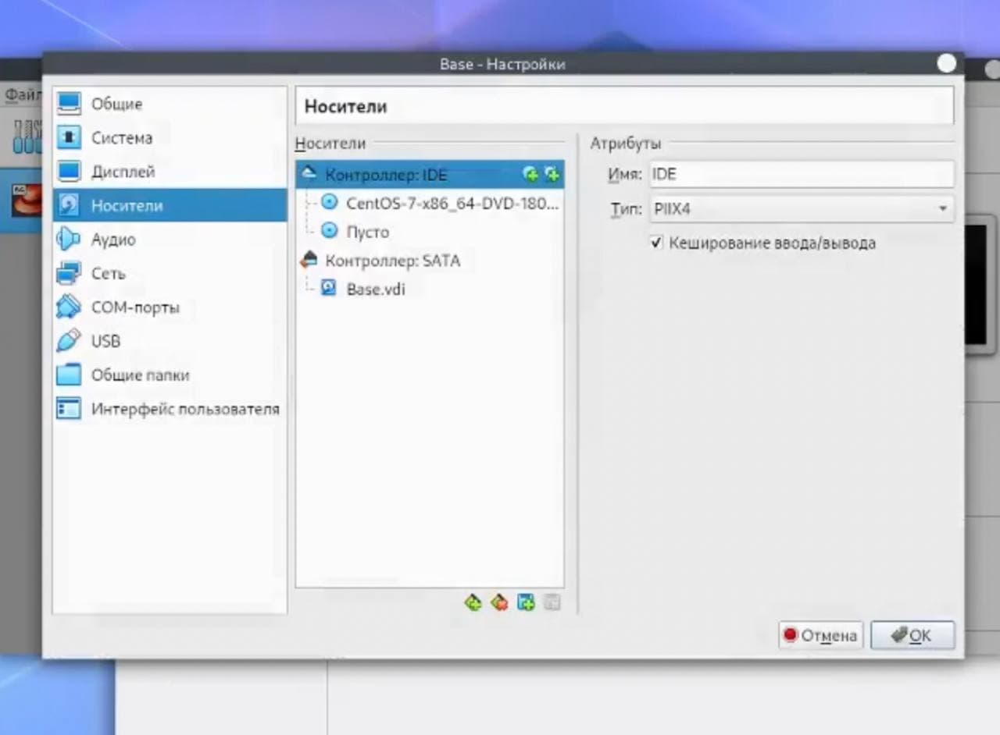 Base - Настройки
Файл
Общие
Система
Дисплей
Носители
Аудио
Сеть
COM-порты
USB
Общие папки
Интерфейс пользователя
Носители
Носители
Контроллер: IDE
CentOS-7-x86_64-DVD-180...
Пусто
Контроллер: SATA
Base.vdi
Атрибуты
Имя: IDE
Тип: PIIX4
Кеширование ввода/вывода
Отмена
OK